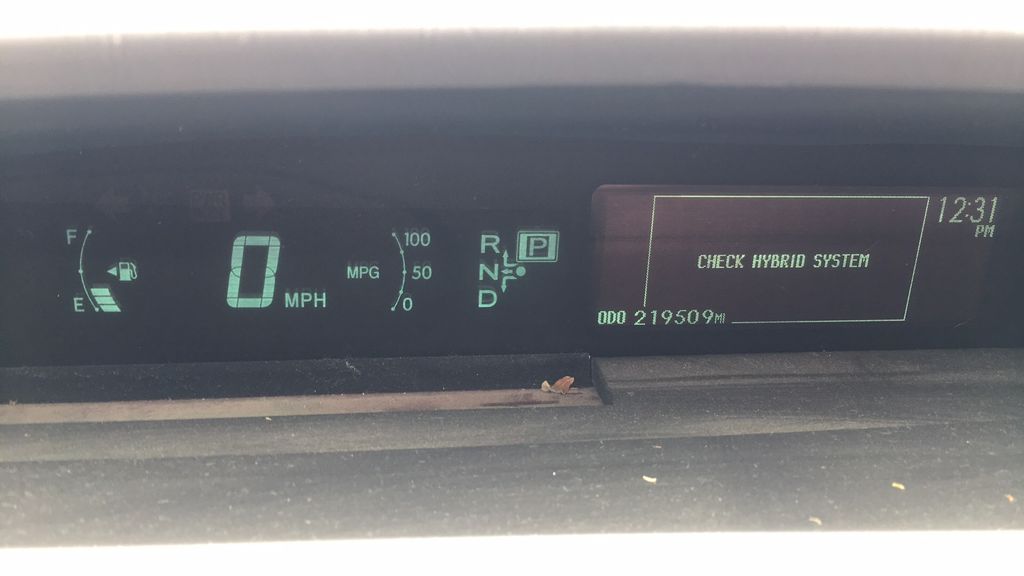 F
E
0 MPH
MPG
100
50
0
R
N
D
P
12:31
PM
CHECK HYBRID SYSTEM
ODO 219509MI